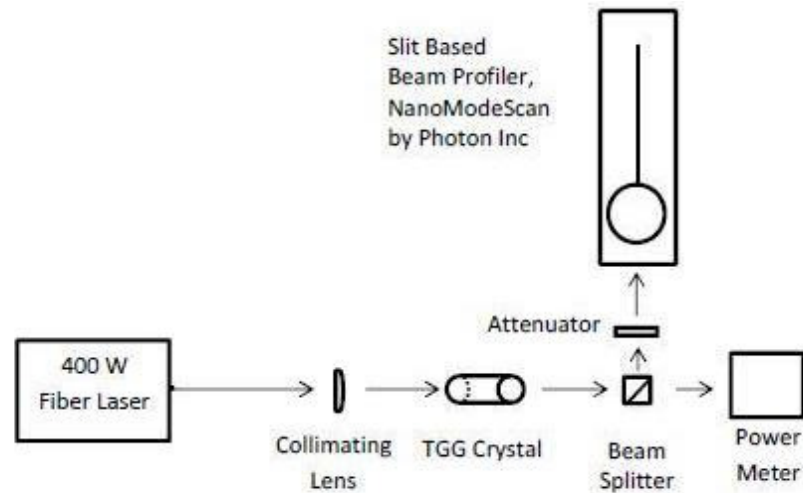 Slit Based
Beam Profiler,
NanoModeScan
by Photon Inc
Attenuator
400 W
Fiber Laser
Collimating
Lens
TGG Crystal
Beam
Splitter
Power
Meter